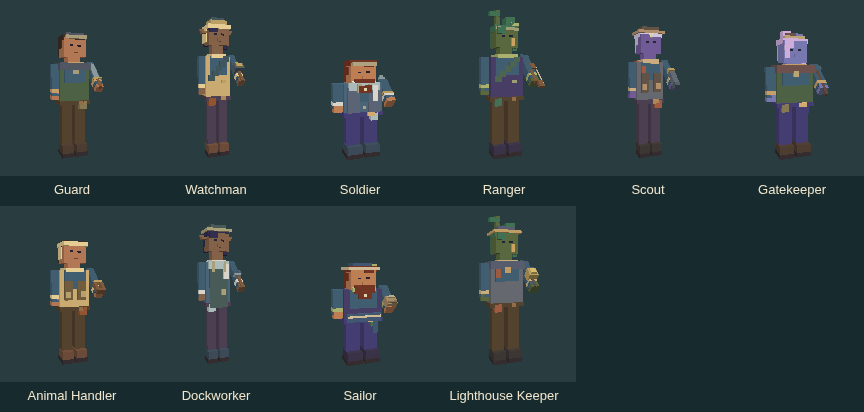 Guard
Watchman
Soldier
Ranger
Scout
Gatekeeper
Animal Handler
Dockworker
Sailor
Lighthouse Keeper